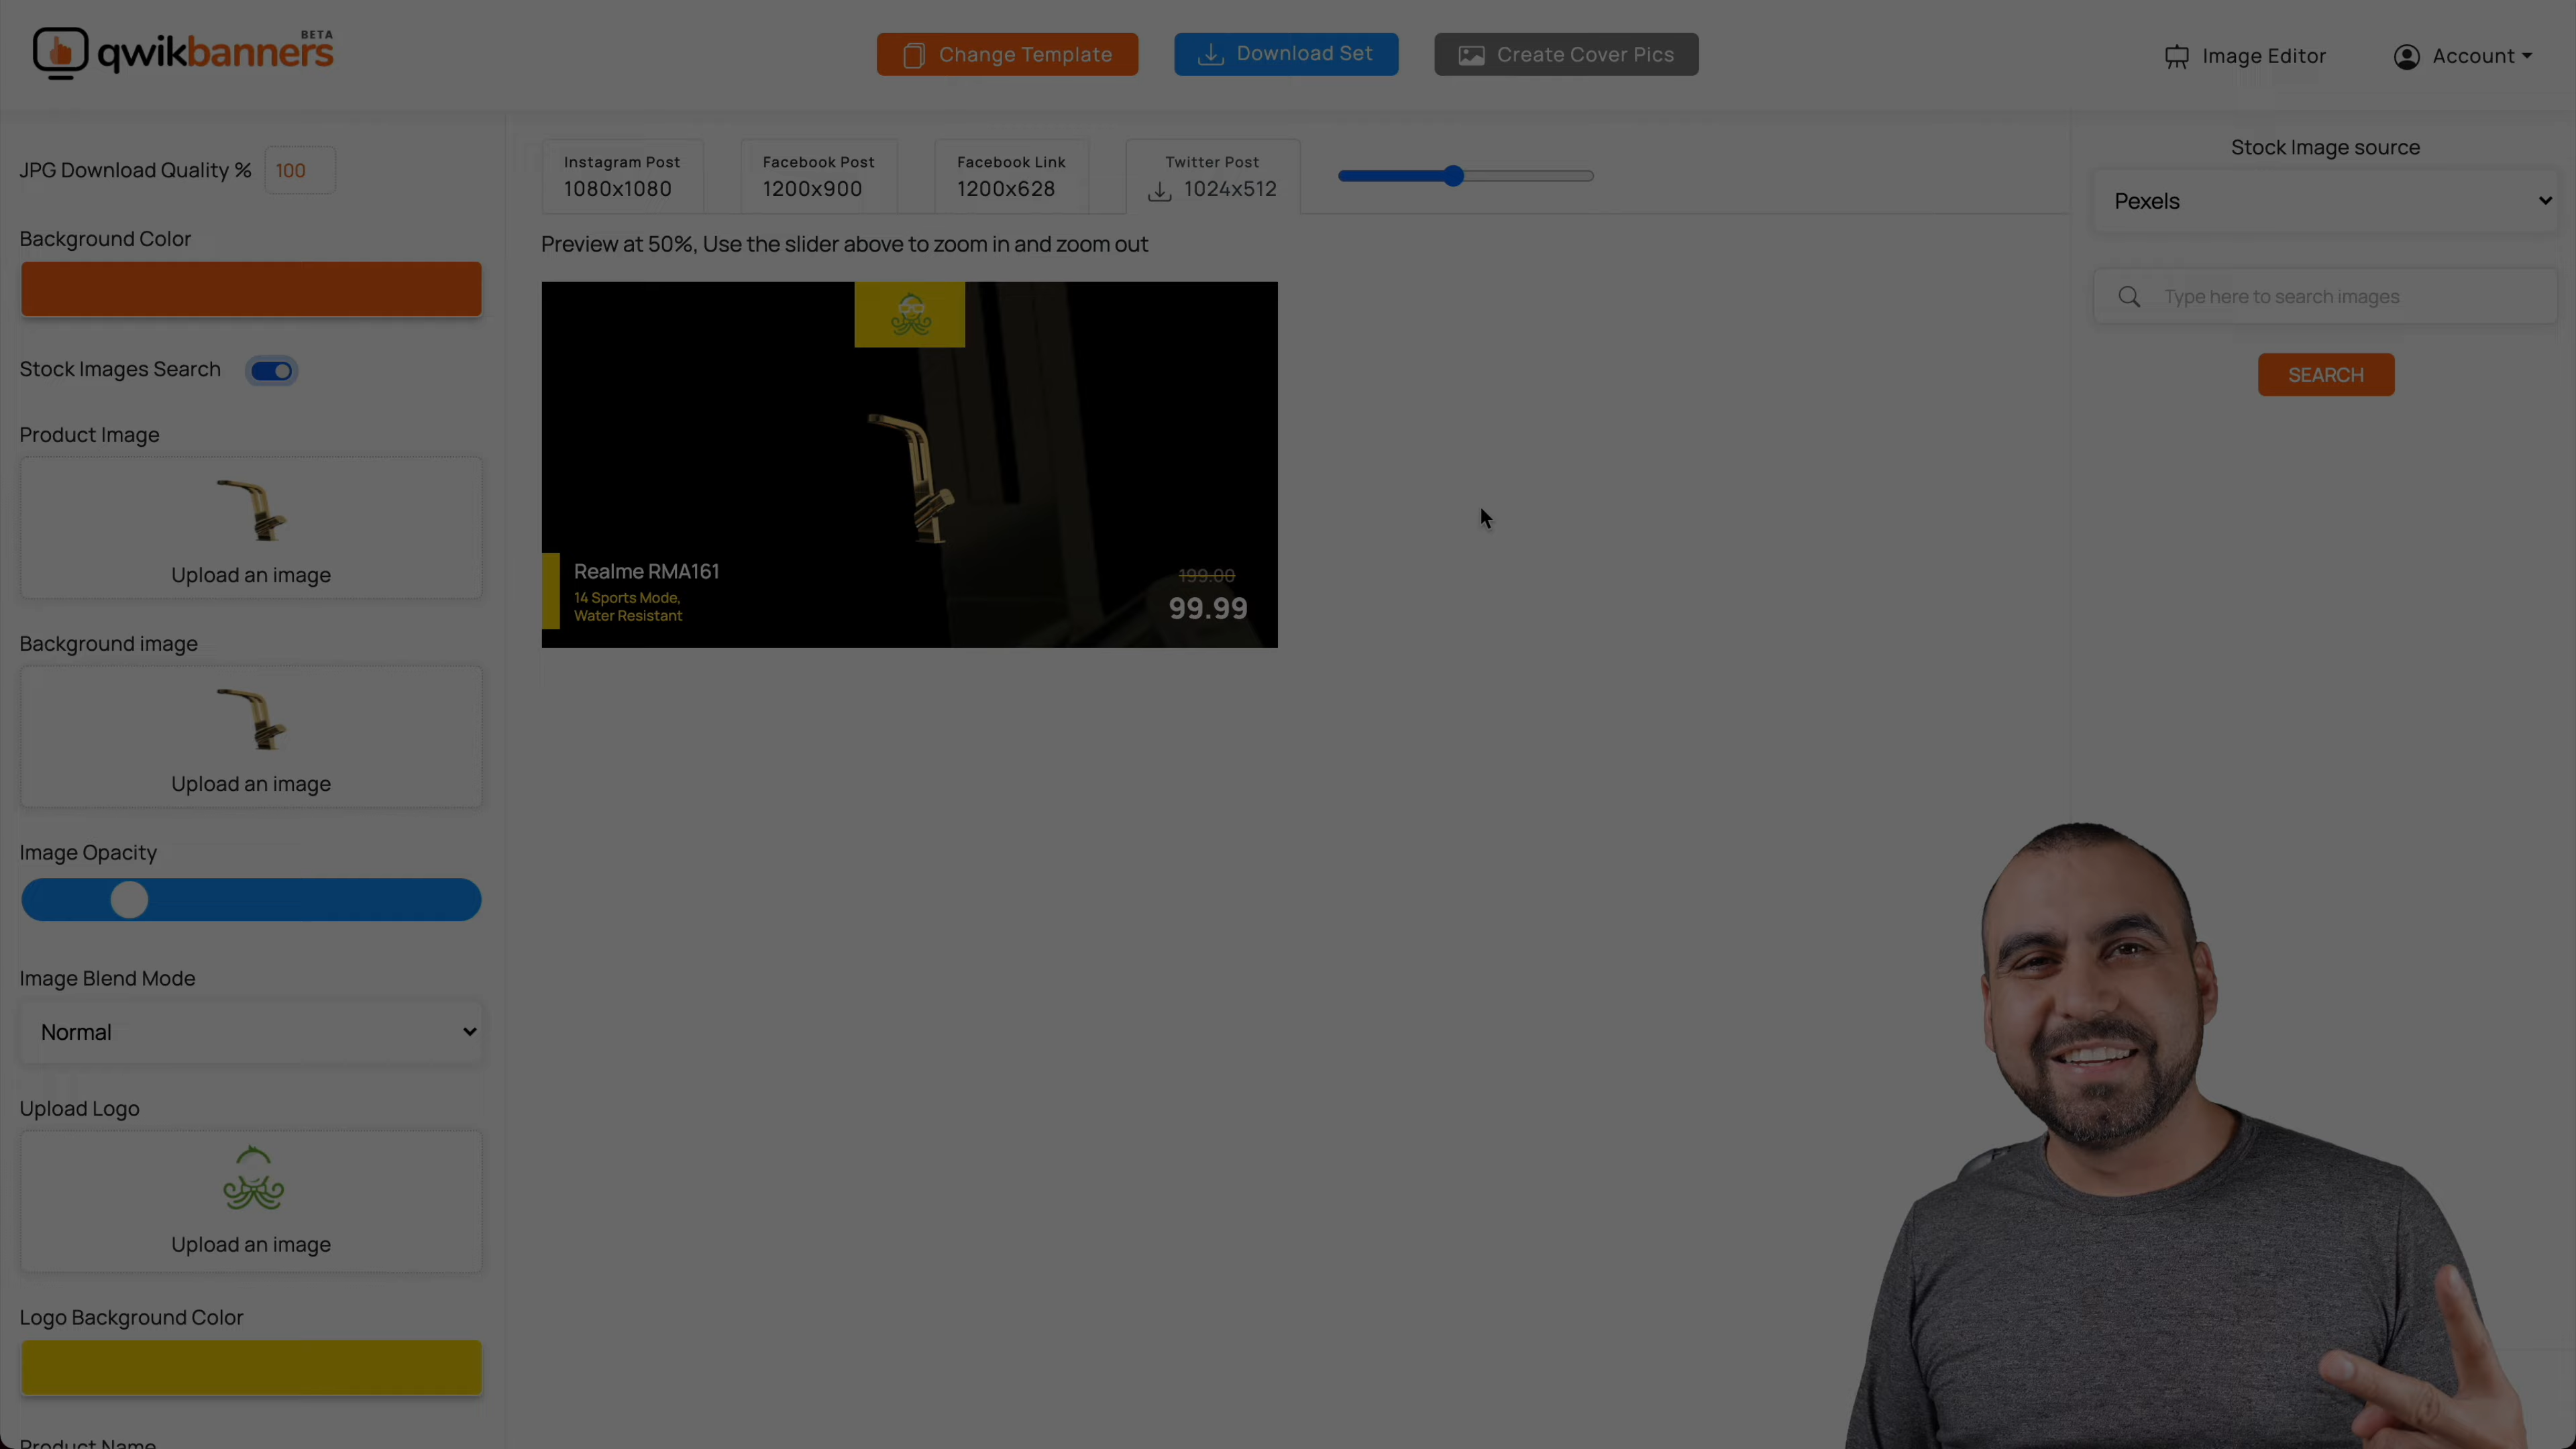 qwikbanners BETA
Change Template
Download Set
Create Cover Pics
Image Editor
Account
JPG Download Quality % 100
Background Color
Stock Images Search
Product Image
Upload an image
Background image
Upload an image
Image Opacity
Image Blend Mode
Normal
Upload Logo
Upload an image
Logo Background Color
Product Name
Instagram Post
1080x1080
Facebook Post
1200x900
Facebook Link
1200x628
Twitter Post
1024x512
Preview at 50%, Use the slider above to zoom in and zoom out
Realme RMA161
14 Sports Mode,
Water Resistant
199.00
99.99
Stock Image source
Pexels
Type here to search images
SEARCH